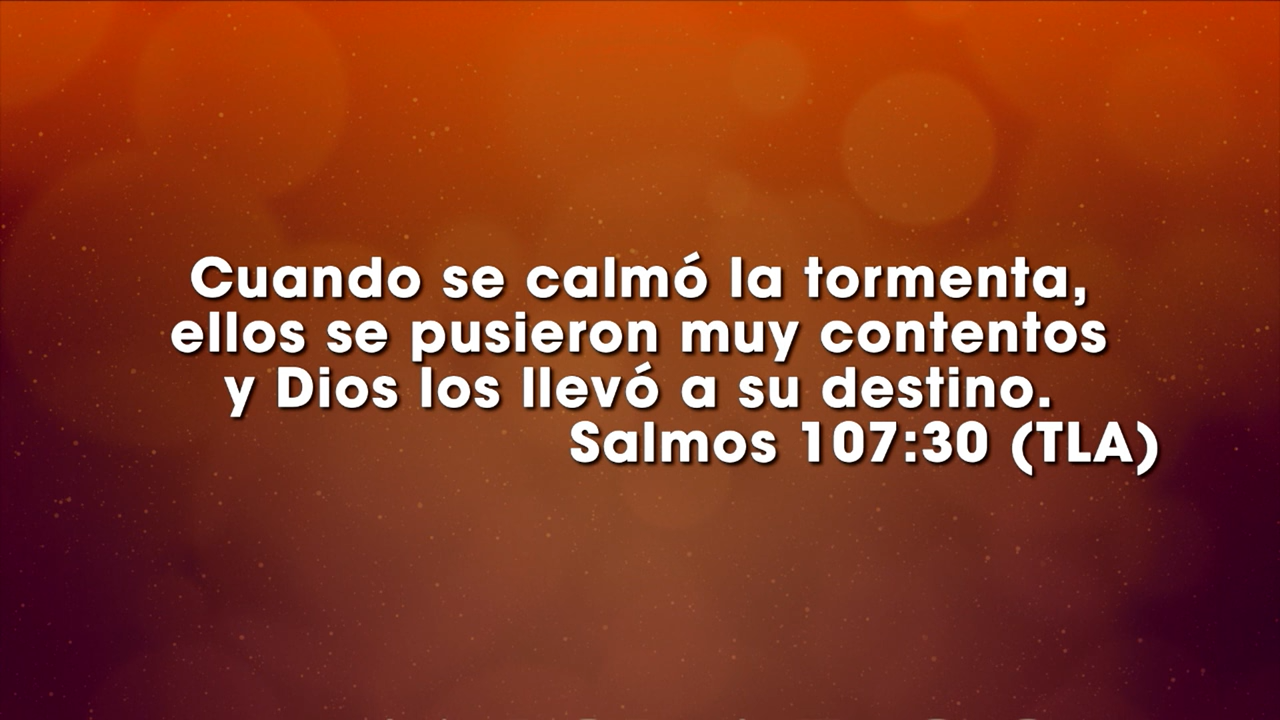 Cuando se calmó la tormenta,
ellos se pusieron muy contentos
y Dios los llevó a su destino.
Salmos 107:30 (TLA)